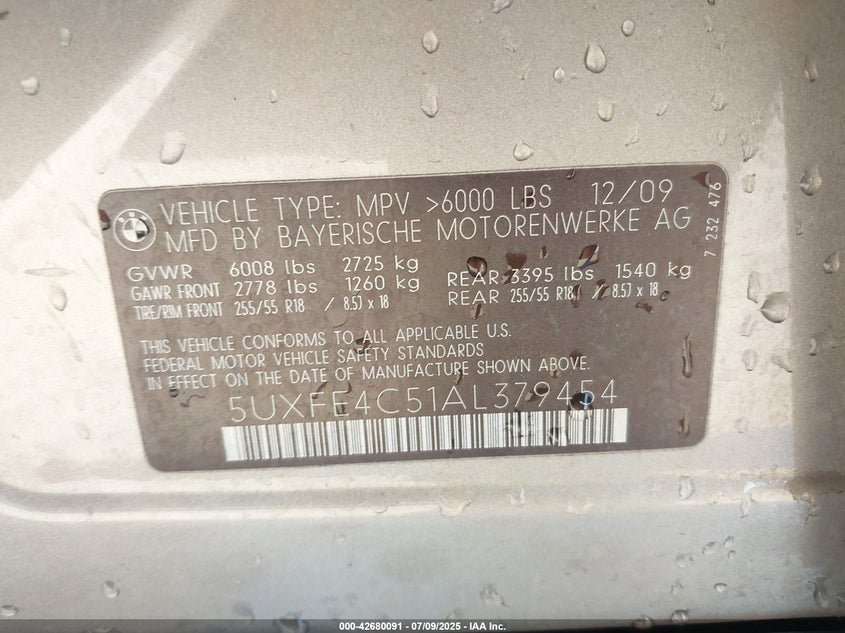 BMW
VEHICLE TYPE: MPV >6000 LBS 12/09
MFD BY BAYERISCHE MOTORENWERKE AG
7 232 476
GVWR 6008 lbs 2725 kg
GAWR FRONT 2778 lbs 1260 kg REAR 3395 lbs 1540 kg
TIRE/RIM FRONT 255/55 R18 / 8.5J x 18 REAR 255/55 R18 / 8.5J x 18
THIS VEHICLE CONFORMS TO ALL APPLICABLE U.S.
FEDERAL MOTOR VEHICLE SAFETY STANDARDS
IN EFFECT ON THE DATE OF MANUFACTURE SHOWN ABOVE.
5UXFE4C51AL379454
000-42680091 / 07/09/2025 - IAA Inc.